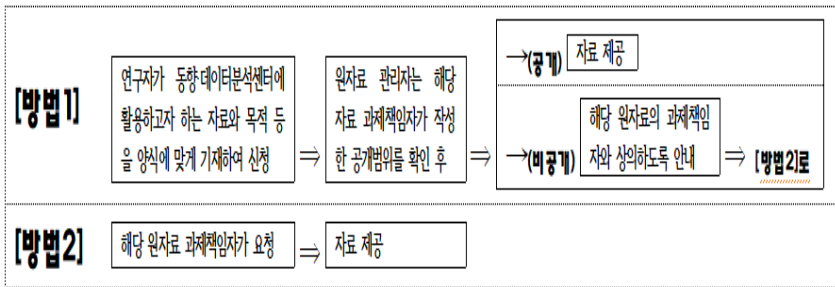 [방법1]
연구자가 동향데이터분석센터에
활용하고자 하는 자료와 목적 등
을 양식에 맞게 기재하여 신청
⇒
원자료 관리자는 해당
자료 과제책임자가 작성
한 공개범위를 확인 후
⇒
→(공개) 자료 제공
→(비공개)
해당 원자료의 과제책임
자와 상의하도록 안내
⇒ [방법2]로
[방법2]
해당 원자료 과제책임자가 요청 ⇒ 자료 제공